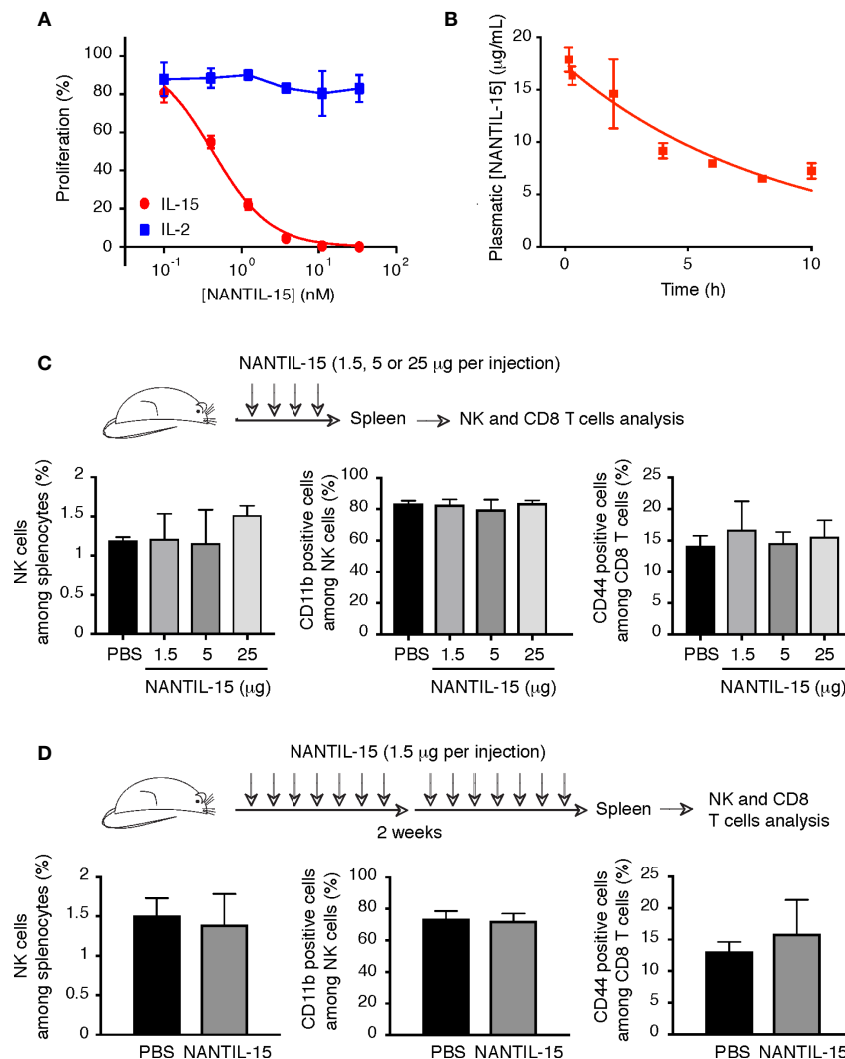 A
Proliferation (%)
100
80
60
40
20
0
IL-15
IL-2
10-1
100
101
102
[NANTIL-15] (nM)
B
Plasmatic [NANTIL-15] (μg/mL)
20
15
10
5
0
0
5
10
Time (h)
C
NANTIL-15 (1.5, 5 or 25 μg per injection)
Spleen
NK and CD8 T cells analysis
NK cells
among splenocytes (%)
2
1.5
1
0.5
0
PBS 1.5 5 25
NANTIL-15 (μg)
CD11b positive cells
among NK cells (%)
100
80
60
40
20
0
PBS 1.5 5 25
NANTIL-15 (μg)
CD44 positive cells
among CD8 T cells (%)
25
20
15
10
5
0
PBS 1.5 5 25
NANTIL-15 (μg)
D
NANTIL-15 (1.5 μg per injection)
2 weeks
Spleen
NK and CD8
T cells analysis
NK cells
among splenocytes (%)
2
1.5
1
0.5
0
PBS NANTIL-15
CD11b positive cells
among NK cells (%)
100
80
60
40
20
0
PBS NANTIL-15
CD44 positive cells
among CD8 T cells (%)
25
20
15
10
5
0
PBS NANTIL-15